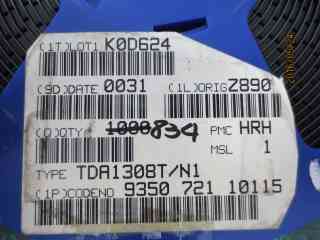 (1T)LOT1 K0D624
(9D)DATE 0031 (1L)ORIG Z890
(Q)QTY 1000 834 PMC HRH
MSL 1
TYPE TDA1308T/N1
(1P)CODENO 9350 721 10115